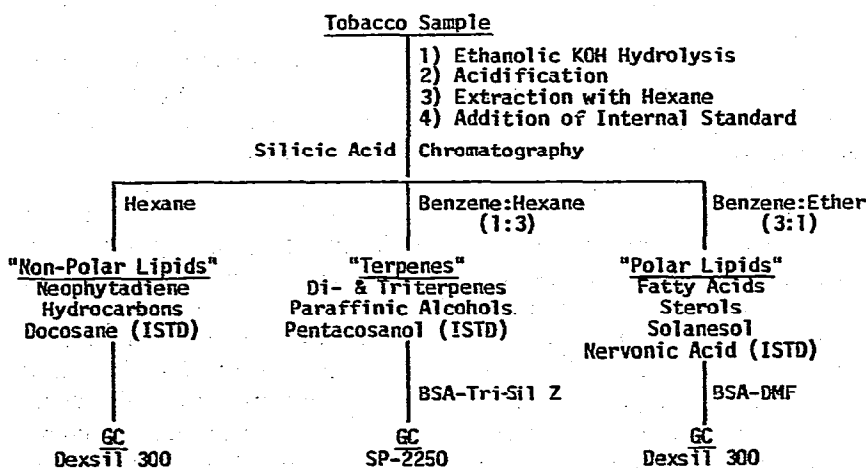 Tobacco Sample
1) Ethanolic KOH Hydrolysis
2) Acidification
3) Extraction with Hexane
4) Addition of Internal Standard
Silicic Acid Chromatography
Hexane
Benzene:Hexane
(1:3)
Benzene:Ether
(3:1)
"Non-Polar Lipids"
Neophytadiene
Hydrocarbons
Docosane (ISTD)
"Terpenes"
Di- & Triterpenes
Paraffinic Alcohols
Pentacosanol (ISTD)
"Polar Lipids"
Fatty Acids
Sterols
Solanesol
Nervonic Acid (ISTD)
BSA-Tri-Sil Z
BSA-DMF
GC
Dexsil 300
GC
SP-2250
GC
Dexsil 300